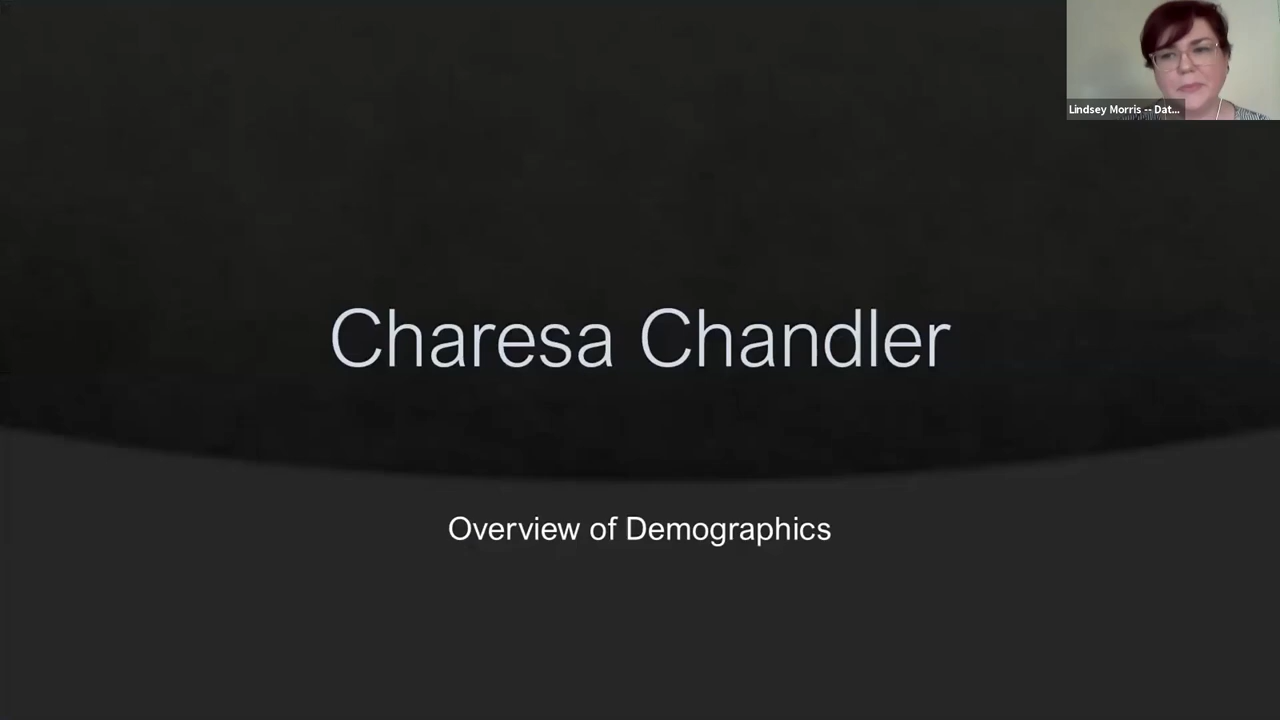 Lindsey Morris -- Dat...
Charesa Chandler
Overview of Demographics